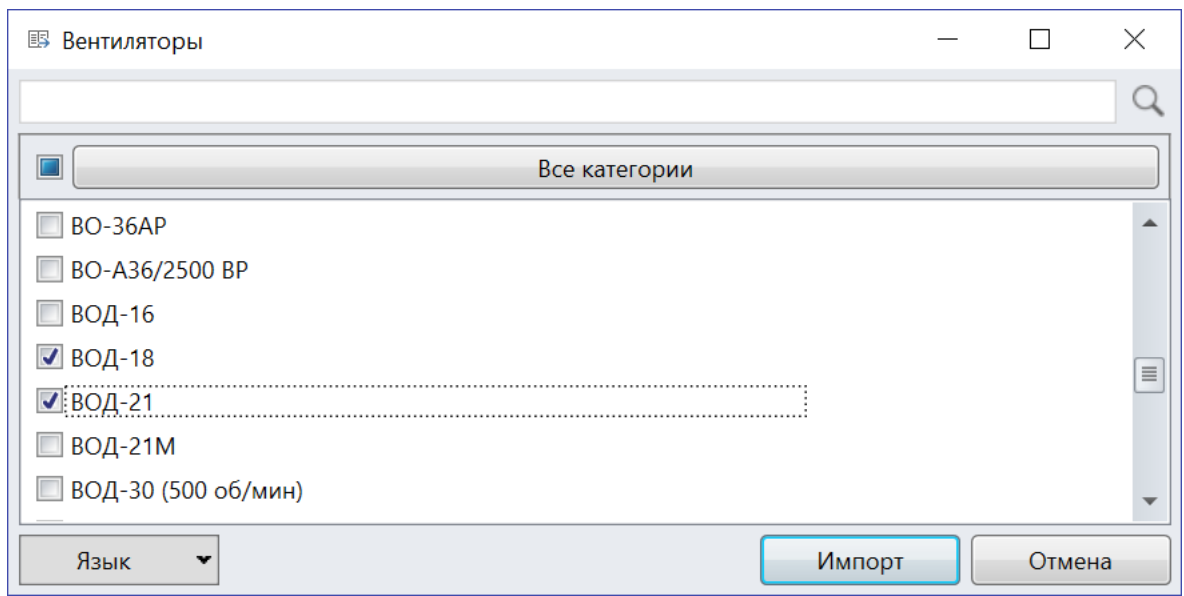 Вентиляторы
Все категории
ВО-36АР
ВО-А36/2500 ВР
ВОД-16
ВОД-18
ВОД-21
ВОД-21М
ВОД-30 (500 об/мин)
Язык
Импорт
Отмена